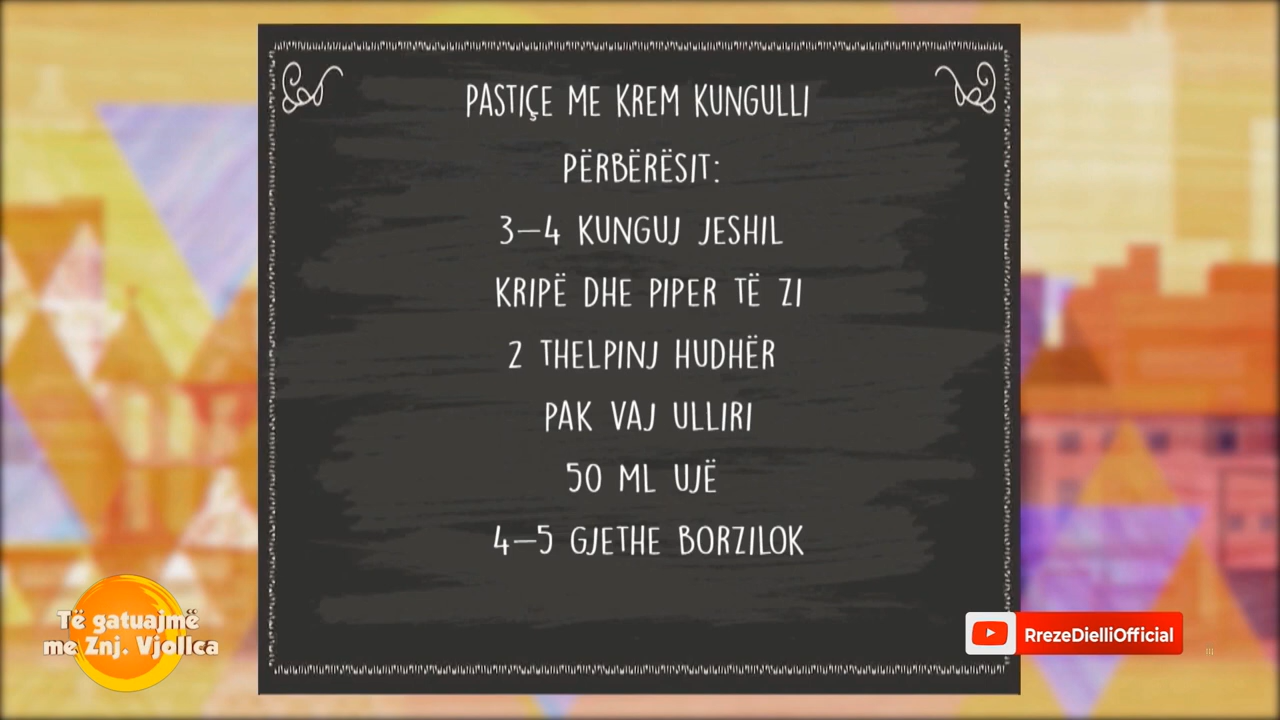 PASTIÇE ME KREM KUNGULLI
PËRBËRËSIT:
3–4 KUNGUJ JESHIL
KRIPË DHE PIPER TË ZI
2 THELPINJ HUDHËR
PAK VAJ ULLIRI
50 ML UJË
4–5 GJETHE BORZILOK
Të gatuajmë
me Znj. Vjollca
RrezeDielliOfficial